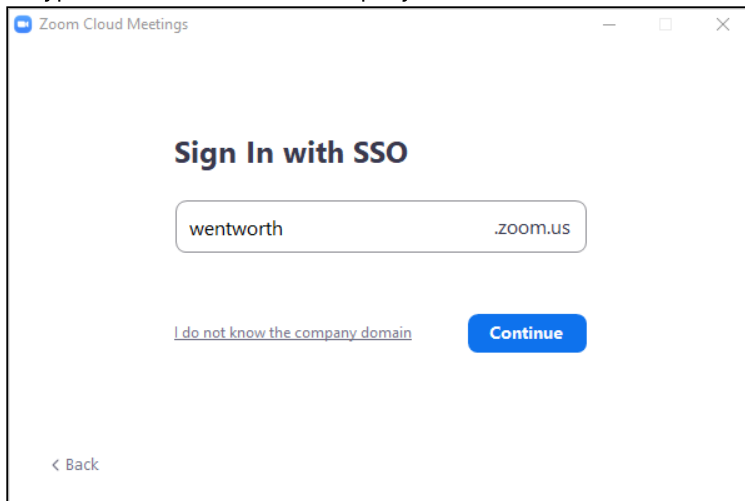 Zoom Cloud Meetings
Sign In with SSO
wentworth .zoom.us
I do not know the company domain Continue
< Back